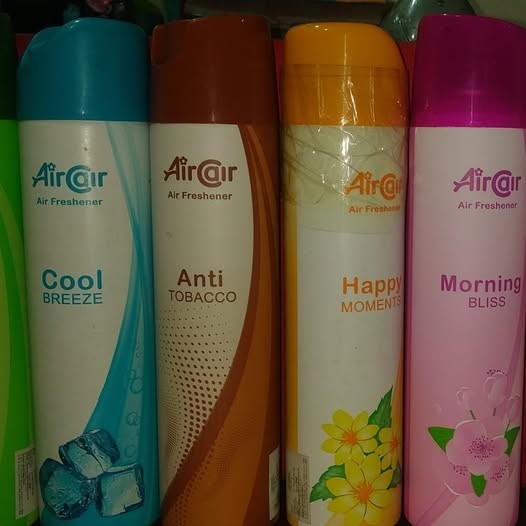 AirCair
Air Freshener
Cool
BREEZE
AirCair
Air Freshener
Anti
TOBACCO
AirCair
Air Freshener
Happy
MOMENTS
AirCair
Air Freshener
Morning
BLISS